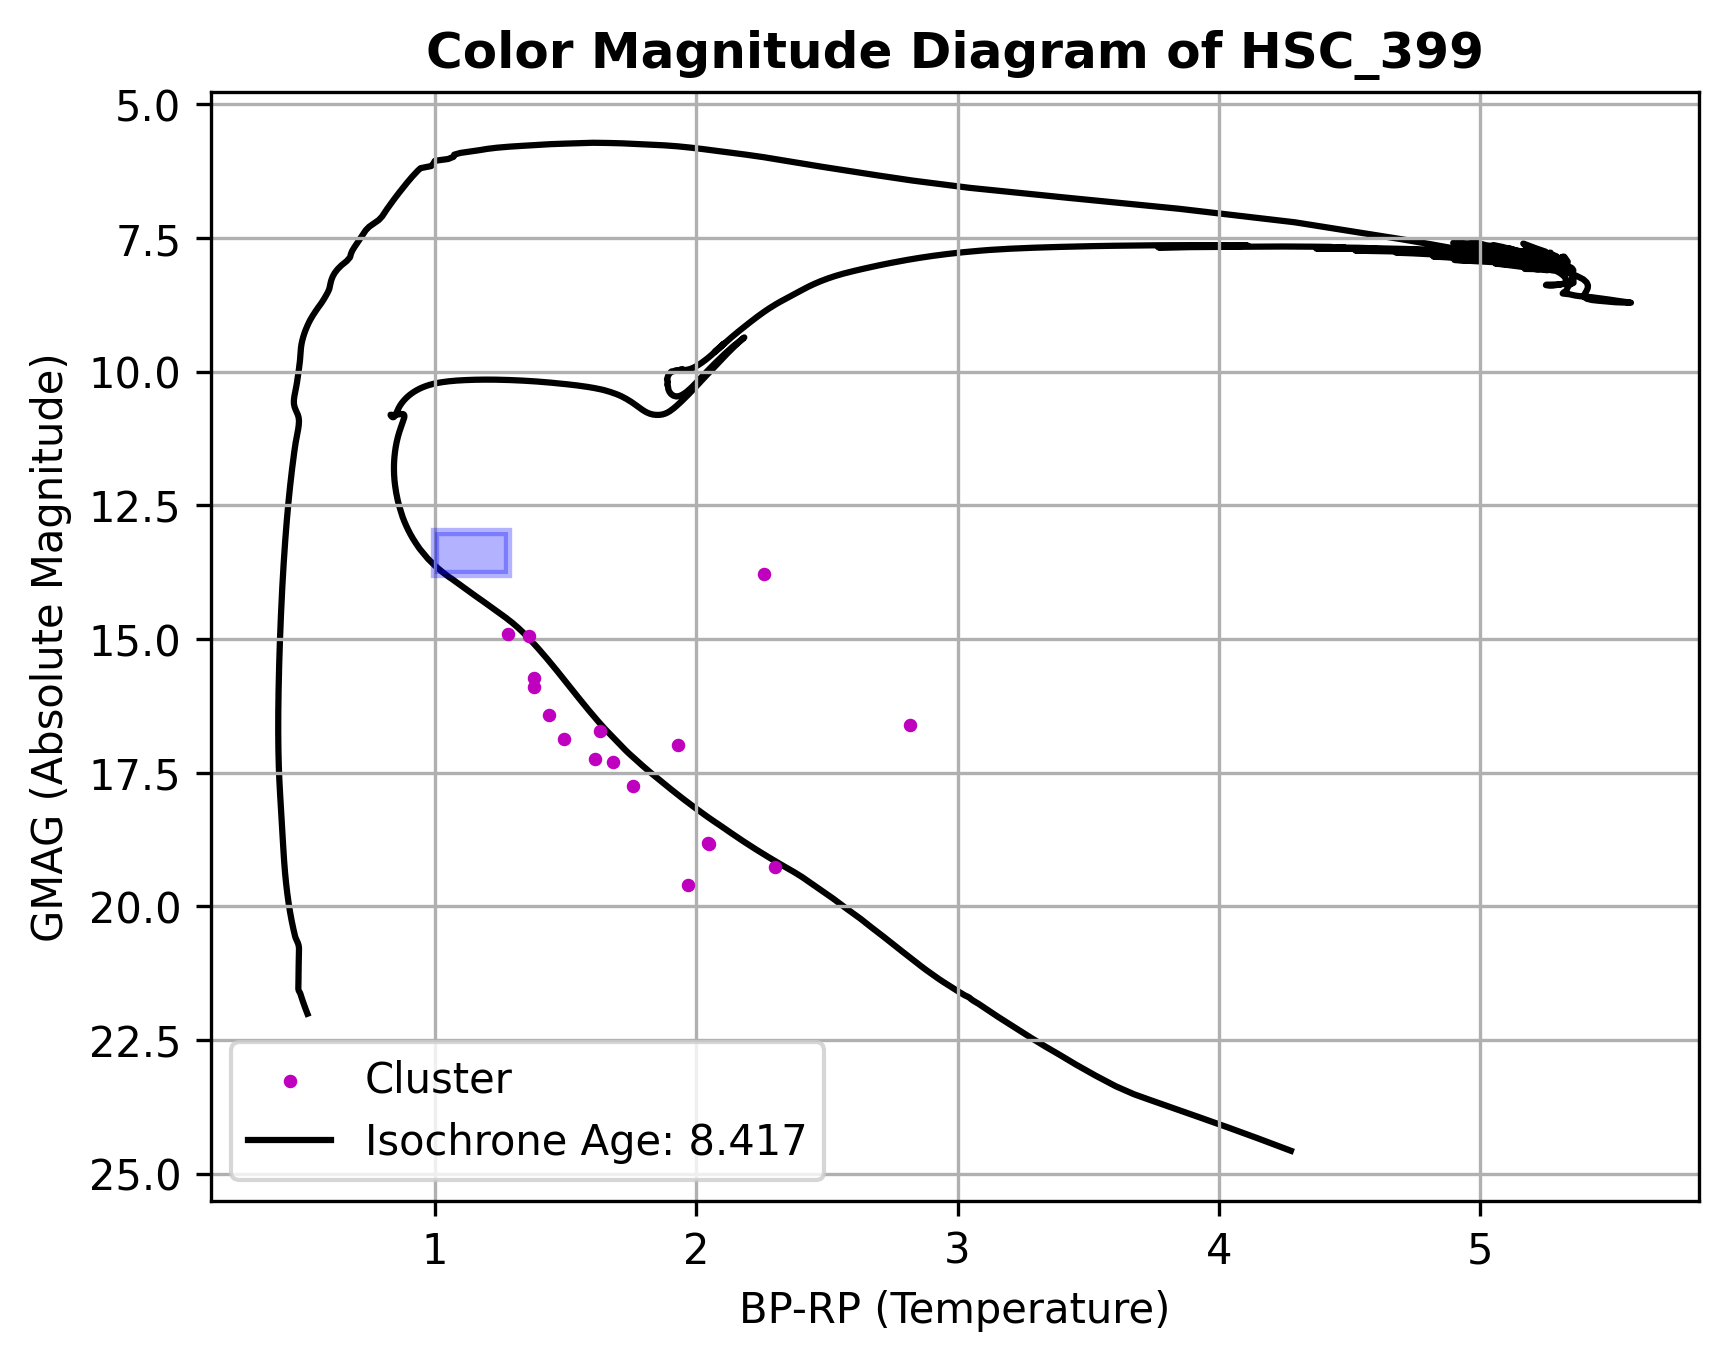 Color Magnitude Diagram of HSC_399
5.0
7.5
10.0
12.5
15.0
17.5
20.0
22.5
25.0
GMAG (Absolute Magnitude)
Cluster
Isochrone Age: 8.417
1 2 3 4 5
BP-RP (Temperature)